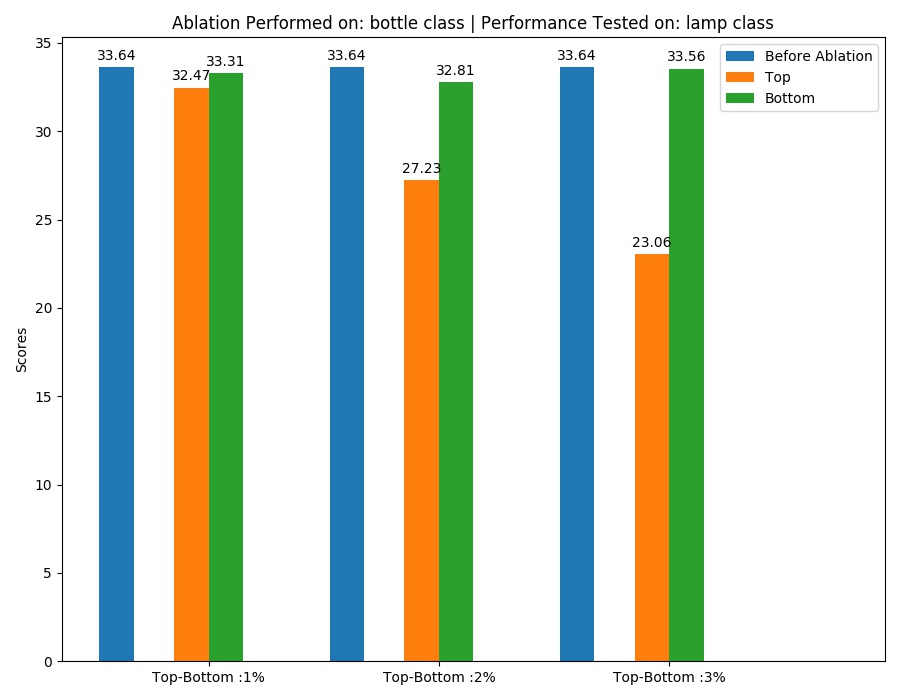 Ablation Performed on: bottle class | Performance Tested on: lamp class
Scores
35
30
25
20
15
10
5
0
33.64
32.47
33.31
33.64
27.23
32.81
33.64
23.06
33.56
Before Ablation
Top
Bottom
Top-Bottom :1%
Top-Bottom :2%
Top-Bottom :3%